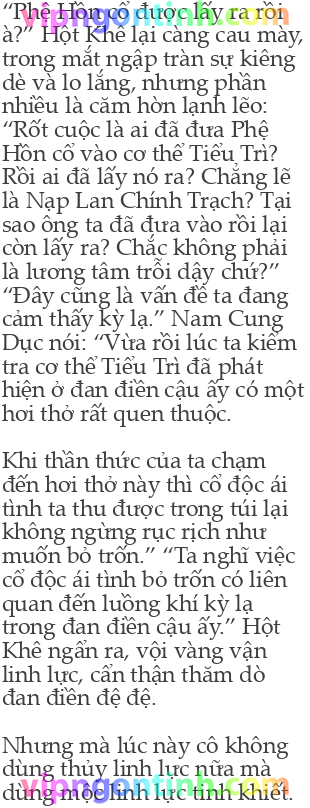 “Phệ Hồn cổ được lấy ra rồi
à?” Hột Khê lại càng cau mày,
trong mắt ngập tràn sự kiêng
dè và lo lắng, nhưng phần
nhiều là căm hờn lạnh lẽo:
“Rốt cuộc là ai đã đưa Phệ
Hồn cổ vào cơ thể Tiểu Trì?
Rồi ai đã lấy nó ra? Chẳng lẽ
là Nạp Lan Chính Trạch? Tại
sao ông ta đã đưa vào rồi lại
còn lấy ra? Chắc không phải
là lương tâm trỗi dậy chứ?”
“Đây cũng là vấn đề ta đang
cảm thấy kỳ lạ.” Nam Cung
Dục nói: “Vừa rồi lúc ta kiểm
tra cơ thể Tiểu Trì đã phát
hiện ở đan điền cậu ấy có một
hơi thở rất quen thuộc.

Khi thần thức của ta chạm
đến hơi thở này thì cổ độc ái
tình ta thu được trong túi lại
không ngừng rục rịch như
muốn bỏ trốn.” “Ta nghĩ việc
cổ độc ái tình bỏ trốn có liên
quan đến luồng khí kỳ lạ
trong đan điền cậu ấy.” Hột
Khê ngẩn ra, vội vàng vận
linh lực, cẩn thận thăm dò
đan điền đệ đệ.

Nhưng mà lúc này cô không
dùng thủy linh lực nữa mà
dùng mộc linh lực tinh khiết.
vipngontinh.com
vipngontinh.com